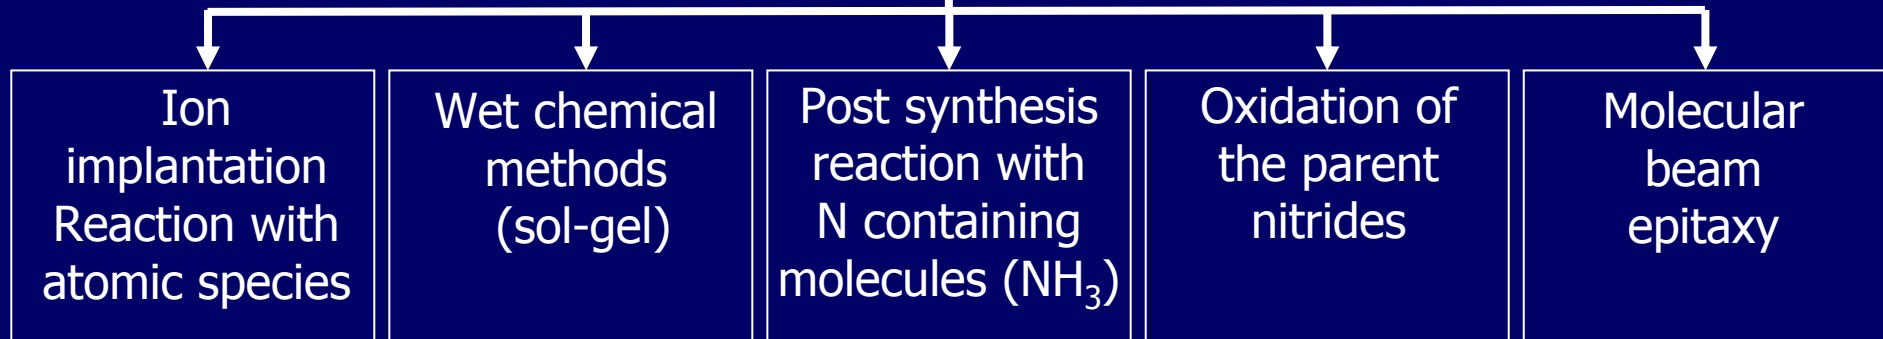 Ion
implantation
Reaction with
atomic species
Wet chemical
methods
(sol-gel)
Post synthesis
reaction with
N containing
molecules (NH₃)
Oxidation of
the parent
nitrides
Molecular
beam
epitaxy